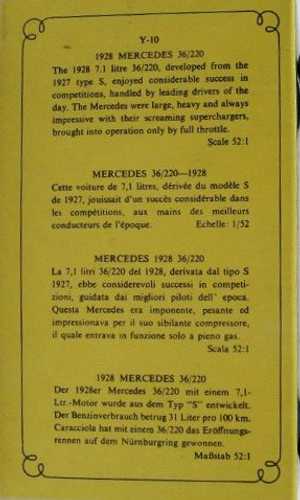 Y-10
1928 MERCEDES 36/220
The 1928 7.1 litre 36/220, developed from the
1927 type S, enjoyed considerable success in
competitions, handled by leading drivers of the
day. The Mercedes were large, heavy and always
impressive with their screaming superchargers,
brought into operation only by full throttle.
Scale 52:1
MERCEDES 36/220—1928
Cette voiture de 7,1 litres, dérivée du modèle S
de 1927, jouissait d'un succès considérable dans
les compétitions, aux mains des meilleurs
conducteurs de l'époque. Echelle: 1/52
MERCEDES 1928 36/220
La 7,1 litri 36/220 del 1928, derivata dal tipo S
1927, ebbe considerevoli successi in competi-
zioni, guidata dai migliori piloti dell' epoca.
Questa Mercedes era imponente, pesante ed
impressionava per il suo sibilante compressore,
il quale entrava in funzione solo a pieno gas.
Scala 52:1
1928 MERCEDES 36/220
Der 1928er Mercedes 36/220 mit einem 7,1-
Ltr.-Motor wurde aus dem Typ "S" entwickelt.
Der Benzinverbrauch betrug 31 Liter pro 100 km.
Caracciola hat mit einem 36/220 das Eröffnungs-
rennen auf dem Nürnburgring gewonnen.
Maßstab 52:1